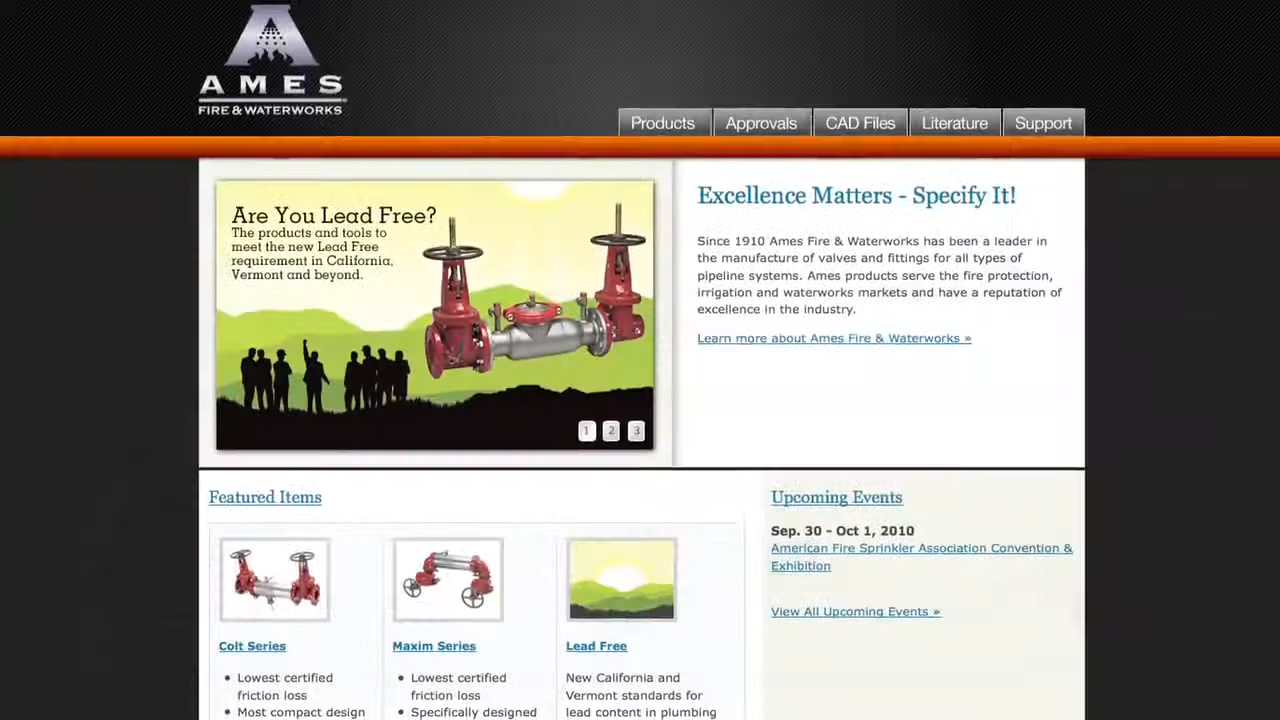 AMES
FIRE & WATERWORKS
Products
Approvals
CAD Files
Literature
Support
Are You Lead Free?
The products and tools to
meet the new Lead Free
requirement in California,
Vermont and beyond.
1 2 3
Excellence Matters - Specify It!
Since 1910 Ames Fire & Waterworks has been a leader in
the manufacture of valves and fittings for all types of
pipeline systems. Ames products serve the fire protection,
irrigation and waterworks markets and have a reputation of
excellence in the industry.
Learn more about Ames Fire & Waterworks »
Featured Items
Colt Series
• Lowest certified
friction loss
• Most compact design
Maxim Series
• Lowest certified
friction loss
• Specifically designed
Lead Free
New California and
Vermont standards for
lead content in plumbing
Upcoming Events
Sep. 30 - Oct 1, 2010
American Fire Sprinkler Association Convention &
Exhibition
View All Upcoming Events »